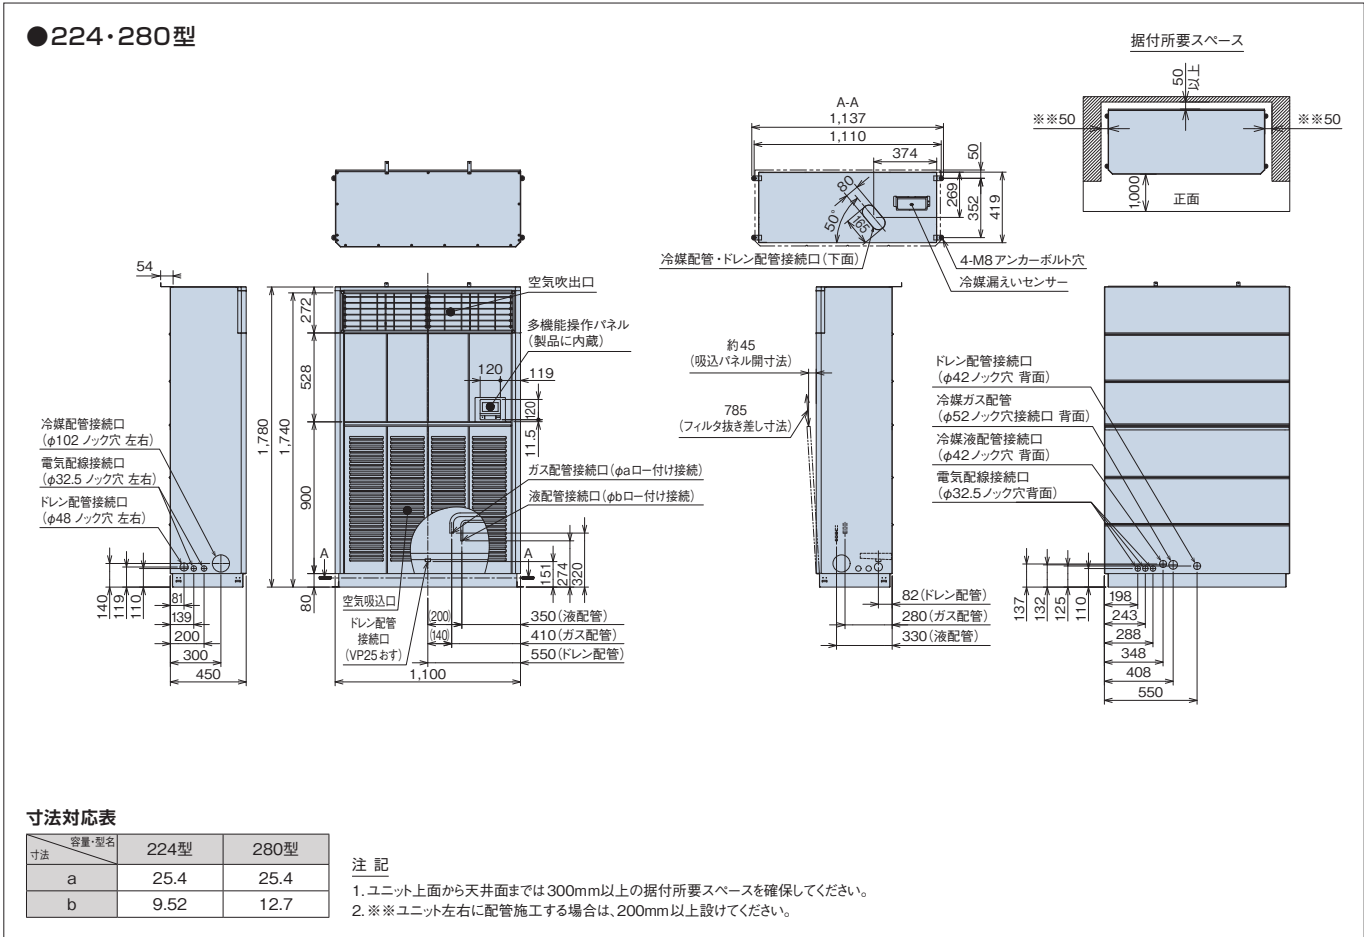 ●224・280型
据付所要スペース
50
以上
※※50
※※50
1,000
正面
A-A
1,137
1,110
374
50
80
50°
165
269
352
419
冷媒配管・ドレン配管接続口(下面)
4-M8アンカーボルト穴
冷媒漏えいセンサー
54
冷媒配管接続口
(φ102 ノック穴 左右)
電気配線接続口
(φ32.5 ノック穴 左右)
ドレン配管接続口
(φ48 ノック穴 左右)
140
119
110
81
139
200
300
450
1,780
1,740
272
528
900
80
空気吹出口
多機能操作パネル
(製品に内蔵)
120
119
120
11.5
ガス配管接続口(φaロー付け接続)
液配管接続口(φbロー付け接続)
A
A
151
274
320
空気吸込口
ドレン配管
接続口
(VP25おす)
(200)
(140)
350(液配管)
410(ガス配管)
550(ドレン配管)
1,100
約45
(吸込パネル開寸法)
785
(フィルタ抜き差し寸法)
82(ドレン配管)
280(ガス配管)
330(液配管)
ドレン配管接続口
(φ42ノック穴 背面)
冷媒ガス配管
(φ52ノック穴接続口 背面)
冷媒液配管接続口
(φ42ノック穴 背面)
電気配線接続口
(φ32.5ノック穴背面)
137
132
125
110
198
243
288
348
408
550
寸法対応表
容量・型名
寸法
224型 280型
a 25.4 25.4
b 9.52 12.7
注 記
1. ユニット上面から天井面までは300mm以上の据付所要スペースを確保してください。
2. ※※ユニット左右に配管施工する場合は、200mm以上設けてください。